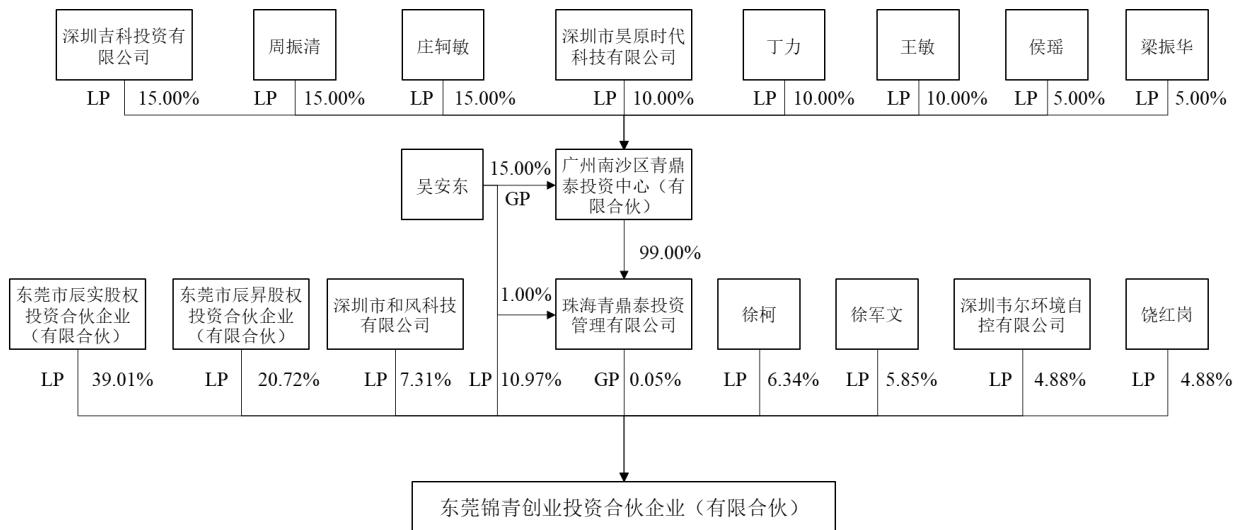 深圳吉科投资有
限公司
周振清
庄轲敏
深圳市昊原时代
科技有限公司
丁力
王敏
侯瑶
梁振华
LP 15.00%
LP 15.00%
LP 15.00%
LP 10.00%
LP 10.00%
LP 10.00%
LP 5.00%
LP 5.00%
吴安东
15.00%
GP
广州南沙区青鼎
泰投资中心（有
限合伙）
99.00%
东莞市辰实股权
投资合伙企业
（有限合伙）
东莞市辰昇股权
投资合伙企业
（有限合伙）
深圳市和风科技
有限公司
1.00%
珠海青鼎泰投资
管理有限公司
徐柯
徐军文
深圳韦尔环境自
控有限公司
饶红岗
LP 39.01%
LP 20.72%
LP 7.31%
LP 10.97%
GP 0.05%
LP 6.34%
LP 5.85%
LP 4.88%
LP 4.88%
东莞锦青创业投资合伙企业（有限合伙）